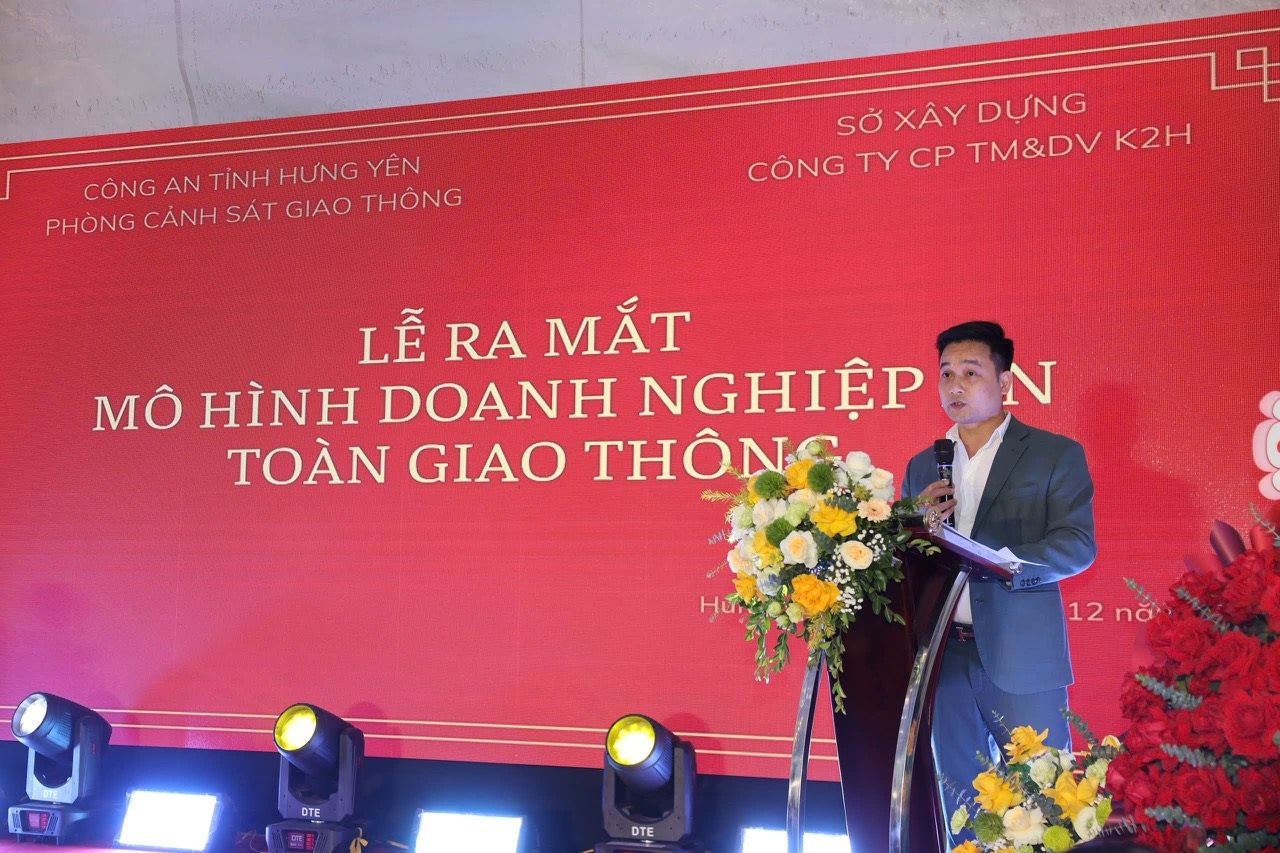 CÔNG AN TỈNH HƯNG YÊN
PHÒNG CẢNH SÁT GIAO THÔNG
SỞ XÂY DỰNG
CÔNG TY CP TM&DV K2H
LỄ RA MẮT
MÔ HÌNH DOANH NGHIỆP
TOÀN GIAO THÔNG
12
DTE
DTE
DTE